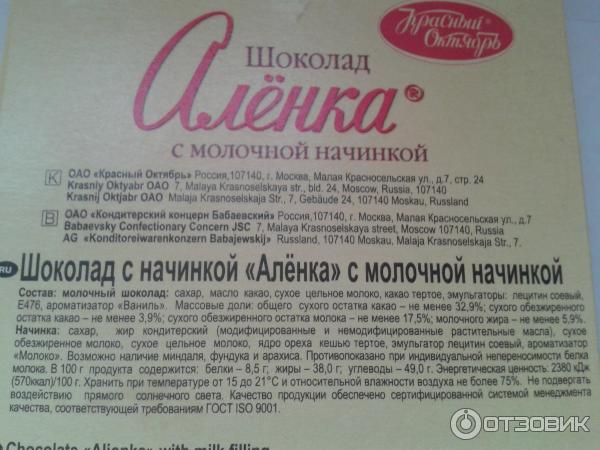 Красный
Октябрь
Шоколад
Алёнка®
с молочной начинкой
К ОАО «Красный Октябрь» Россия,107140, г. Москва, Малая Красносельская ул., д.7, стр. 24
Krasniy Oktyabr OAO 7, Malaya Krasnoselskaya str., bld. 24, Moscow, Russia, 107140
Krasnij Oktjabr OAO Malaja Krasnoselskaja Str., 7, Gebäude 24, 107140 Moskau, Russland
В ОАО «Кондитерский концерн Бабаевский» Россия,107140, г. Москва, Малая Красносельская ул., д.7
Babaevsky Confectionary Concern JSC 7, Malaya Krasnoselskaya street, Moscow, 107140 Russia
AG «Konditoreiwarenkonzern Babajewskij» Russland, 107140 Moskau, Malaja Krasnoselskaja Str., 7.
RU Шоколад с начинкой «Алёнка» с молочной начинкой
Состав: молочный шоколад: сахар, масло какао, сухое цельное молоко, какао тертое, эмульгаторы: лецитин соевый,
Е476, ароматизатор «Ваниль». Массовые доли: общего сухого остатка какао – не менее 32,9%; сухого обезжиренного
остатка какао – не менее 3,9%; сухого обезжиренного остатка молока – не менее 17,5%; молочного жира – не менее 5,9%.
Начинка: сахар, жир кондитерский (модифицированные и немодифицированные растительные масла), сухое
обезжиренное молоко, сухое цельное молоко, ядро ореха кешью тертое, эмульгатор лецитин соевый, ароматизатор
«Молоко». Возможно наличие миндаля, фундука и арахиса. Противопоказано при индивидуальной непереносимости белка
молока. В 100 г продукта содержится: белки – 8,5 г; жиры – 38,0 г; углеводы – 49,0 г. Энергетическая ценность: 2380 кДж
(570ккал)/100 г. Хранить при температуре от 15 до 21°С и относительной влажности воздуха не более 75%. Не подвергать
воздействию прямого солнечного света. Качество продукции обеспечено сертифицированной системой менеджмента
качества, соответствующей требованиям ГОСТ ISO 9001.
Chocolate «Alionka» with milk filling
ОТЗОВИК